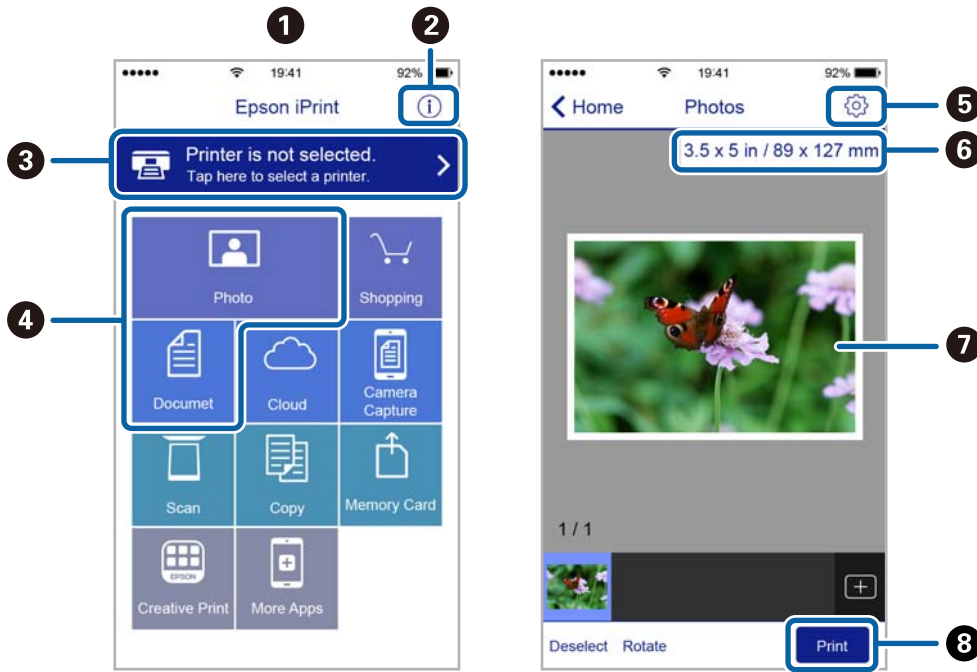 1
2
19:41
92%
Epson iPrint
i
3
Printer is not selected.
Tap here to select a printer.
4
Photo
Shopping
Documet
Cloud
Camera
Capture
Scan
Copy
Memory Card
EPSON
Creative Print
More Apps
19:41
92%
Home
Photos
5
3.5 x 5 in / 89 x 127 mm
6
7
1 / 1
Deselect
Rotate
Print
8